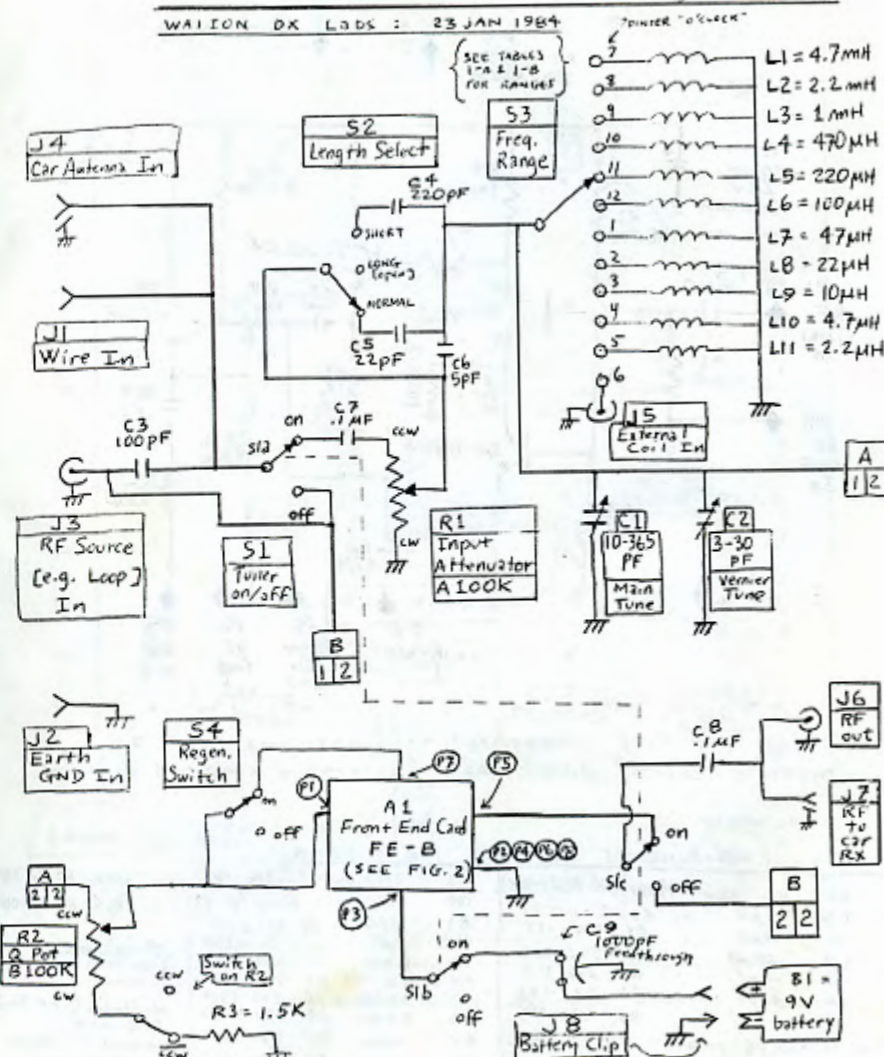 WALTON DX LABS : 23 JAN 1984
POINTER "O'CLOCK"
SEE TABLES
1-A & 1-B
FOR RANGES
S3
Freq.
Range
7
8
9
10
11
12
1
2
3
4
5
6
L1 = 4.7mH
L2 = 2.2mH
L3 = 1mH
L4 = 470μH
L5 = 220μH
L6 = 100μH
L7 = 47μH
L8 = 22μH
L9 = 10μH
L10 = 4.7μH
L11 = 2.2μH
J4
Car Antenna In
S2
Length Select
C4
220pF
SHORT
LONG
(open)
NORMAL
C5
22pF
C6
5pF
J1
Wire In
J5
External
Coil In
C3
100pF
S1a
on
off
C7
.1MF
ccw
cw
A
1 2
J3
RF Source
[e.g. Loop]
In
S1
Tuner
on/off
R1
Input
Attenuator
A 100K
C1
10-365
PF
Main
Tune
C2
3-30
PF
Vernier
Tune
B
1 2
J2
Earth
GND In
S4
Regen.
Switch
on
off
P1
P7
P5
A1
Front End Card
FE-B
(SEE FIG. 2)
P3
C8
.1MF
J6
RF
out
J7
RF
to
Car
Rx
on
S1c
off
B
2 2
A
2 2
ccw
R2
Q Pot
B100K
cw
ccw
Switch
on R2
R3 = 1.5K
S1b
on
off
C9
1000pF
Feedthrough
J8
Battery Clip
B1 =
9V
battery